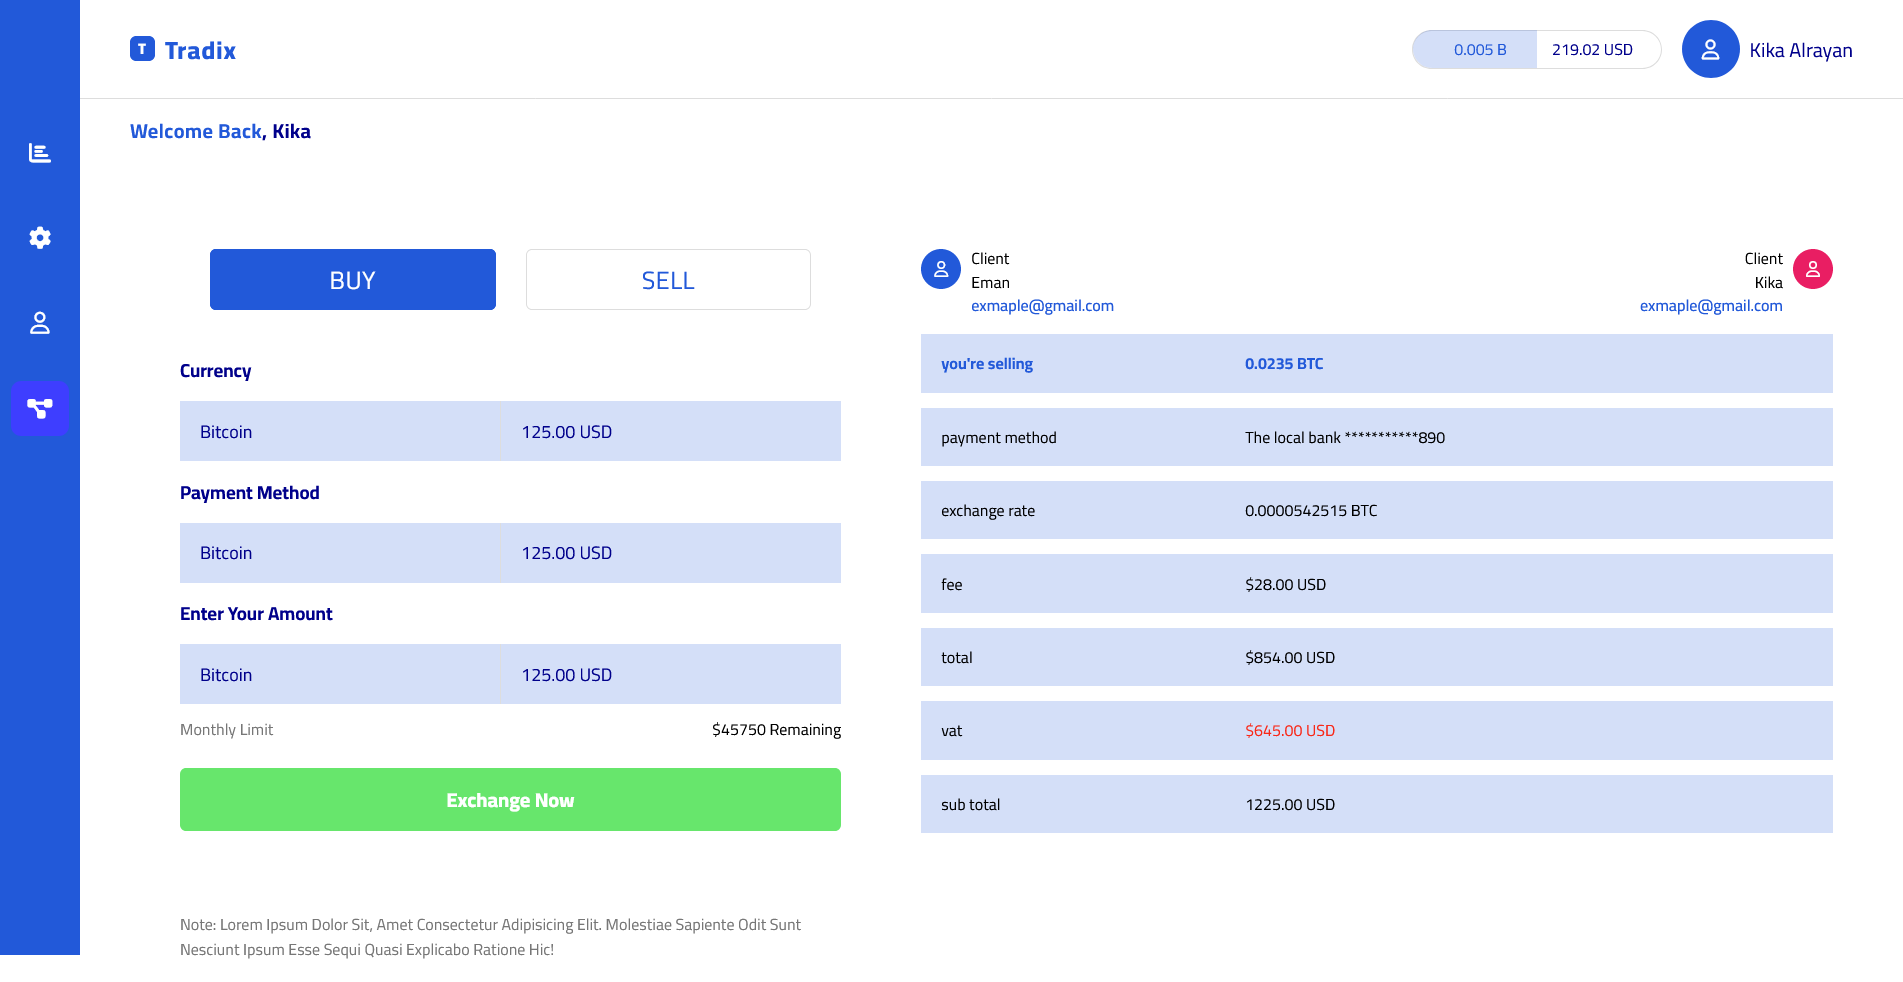 T Tradix
0.005 B 219.02 USD
Kika Alrayan
Welcome Back, Kika
BUY
SELL
Currency
Bitcoin 125.00 USD
Payment Method
Bitcoin 125.00 USD
Enter Your Amount
Bitcoin 125.00 USD
Monthly Limit $45750 Remaining
Exchange Now
Note: Lorem Ipsum Dolor Sit, Amet Consectetur Adipisicing Elit. Molestiae Sapiente Odit Sunt
Nesciunt Ipsum Esse Sequi Quasi Explicabo Ratione Hic!
Client
Eman
exmaple@gmail.com
Client
Kika
exmaple@gmail.com
you're selling 0.0235 BTC
payment method The local bank ***********890
exchange rate 0.0000542515 BTC
fee $28.00 USD
total $854.00 USD
vat $645.00 USD
sub total 1225.00 USD